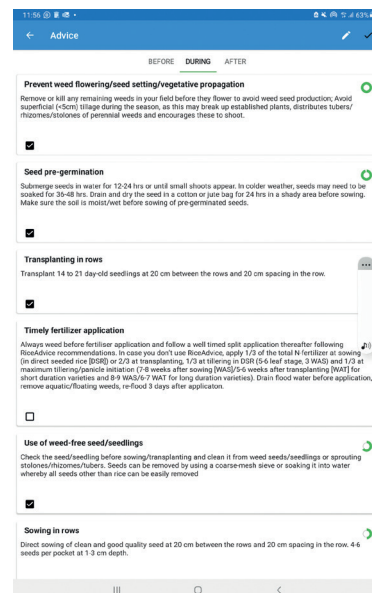 11:56
63%
Advice
BEFORE DURING AFTER
Prevent weed flowering/seed setting/vegetative propagation
Remove or kill any remaining weeds in your field before they flower to avoid weed seed production; Avoid
superficial (<5cm) tillage during the season, as this may break up established plants, distributes tubers/
rhizomes/stolones of perennial weeds and encourages these to shoot.
Seed pre-germination
Submerge seeds in water for 12-24 hrs or until small shoots appear. In colder weather, seeds may need to be
soaked for 36-48 hrs. Drain and dry the seed in a cotton or jute bag for 24 hrs in a shady area before sowing.
Make sure the soil is moist/wet before sowing of pre-germinated seeds.
Transplanting in rows
Transplant 14 to 21 day-old seedlings at 20 cm between the rows and 20 cm spacing in the row.
Timely fertilizer application
Always weed before fertiliser application and follow a well timed split application thereafter following
RiceAdvice recommendations. In case you don't use RiceAdvice, apply 1/3 of the total N-fertilizer at sowing
(in direct seeded rice [DSR]) or 2/3 at transplanting, 1/3 at tillering in DSR (5-6 leaf stage, 3 WAS) and 1/3 at
maximum tillering/panicle initiation (7-8 weeks after sowing [WAS]/5-6 weeks after transplanting [WAT] for
short duration varieties and 8-9 WAS/6-7 WAT for long duration varieties). Drain flood water before application,
remove aquatic/floating weeds, re-flood 3 days after applicaton.
Use of weed-free seed/seedlings
Check the seed/seedling before sowing/transplanting and clean it from weed seeds/seedlings or sprouting
stolones/rhizomes/tubers. Seeds can be removed by using a coarse-mesh sieve or soaking it into water
whereby all seeds other than rice can be easily removed
Sowing in rows
Direct sowing of clean and good quality seed at 20 cm between the rows and 20 cm spacing in the row. 4-6
seeds per pocket at 1-3 cm depth.